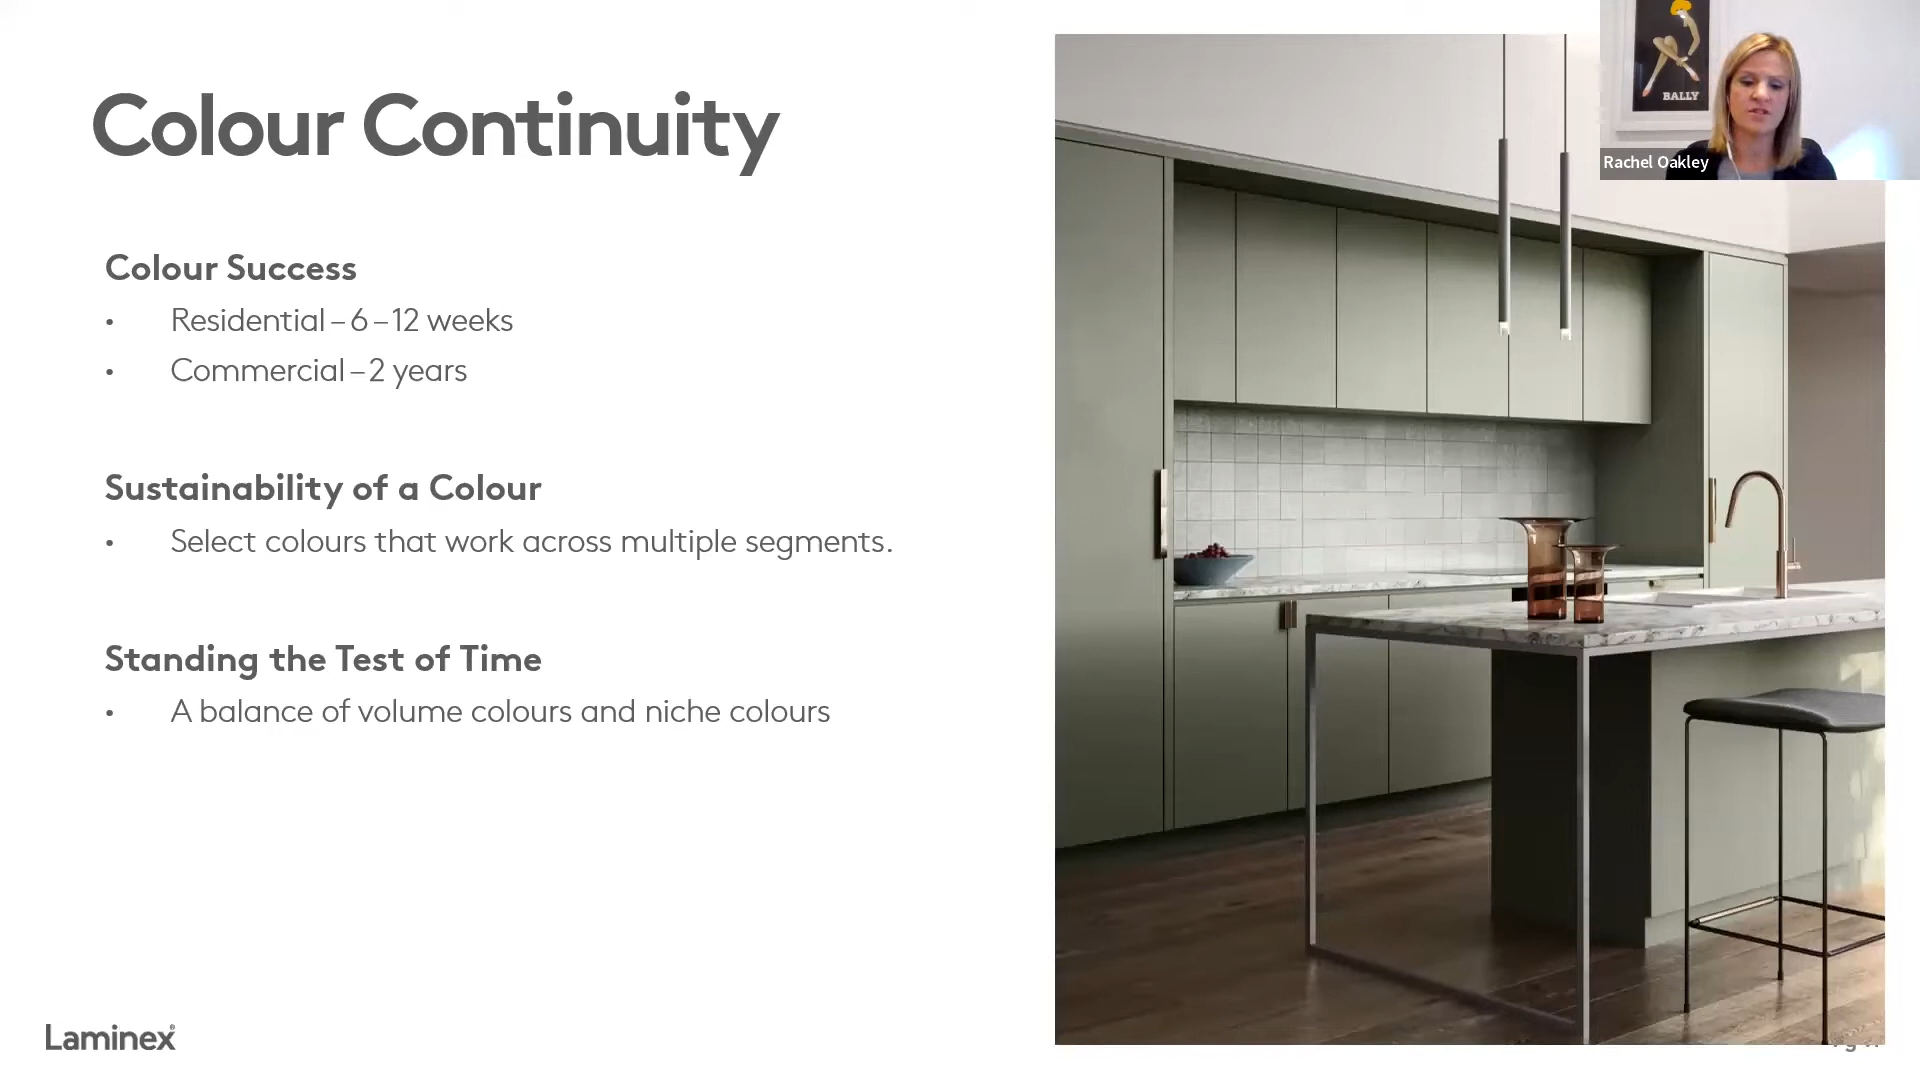 Colour Continuity
Colour Success
• Residential – 6 – 12 weeks
• Commercial – 2 years
Sustainability of a Colour
• Select colours that work across multiple segments.
Standing the Test of Time
• A balance of volume colours and niche colours
Laminex®
BALLY
Rachel Oakley